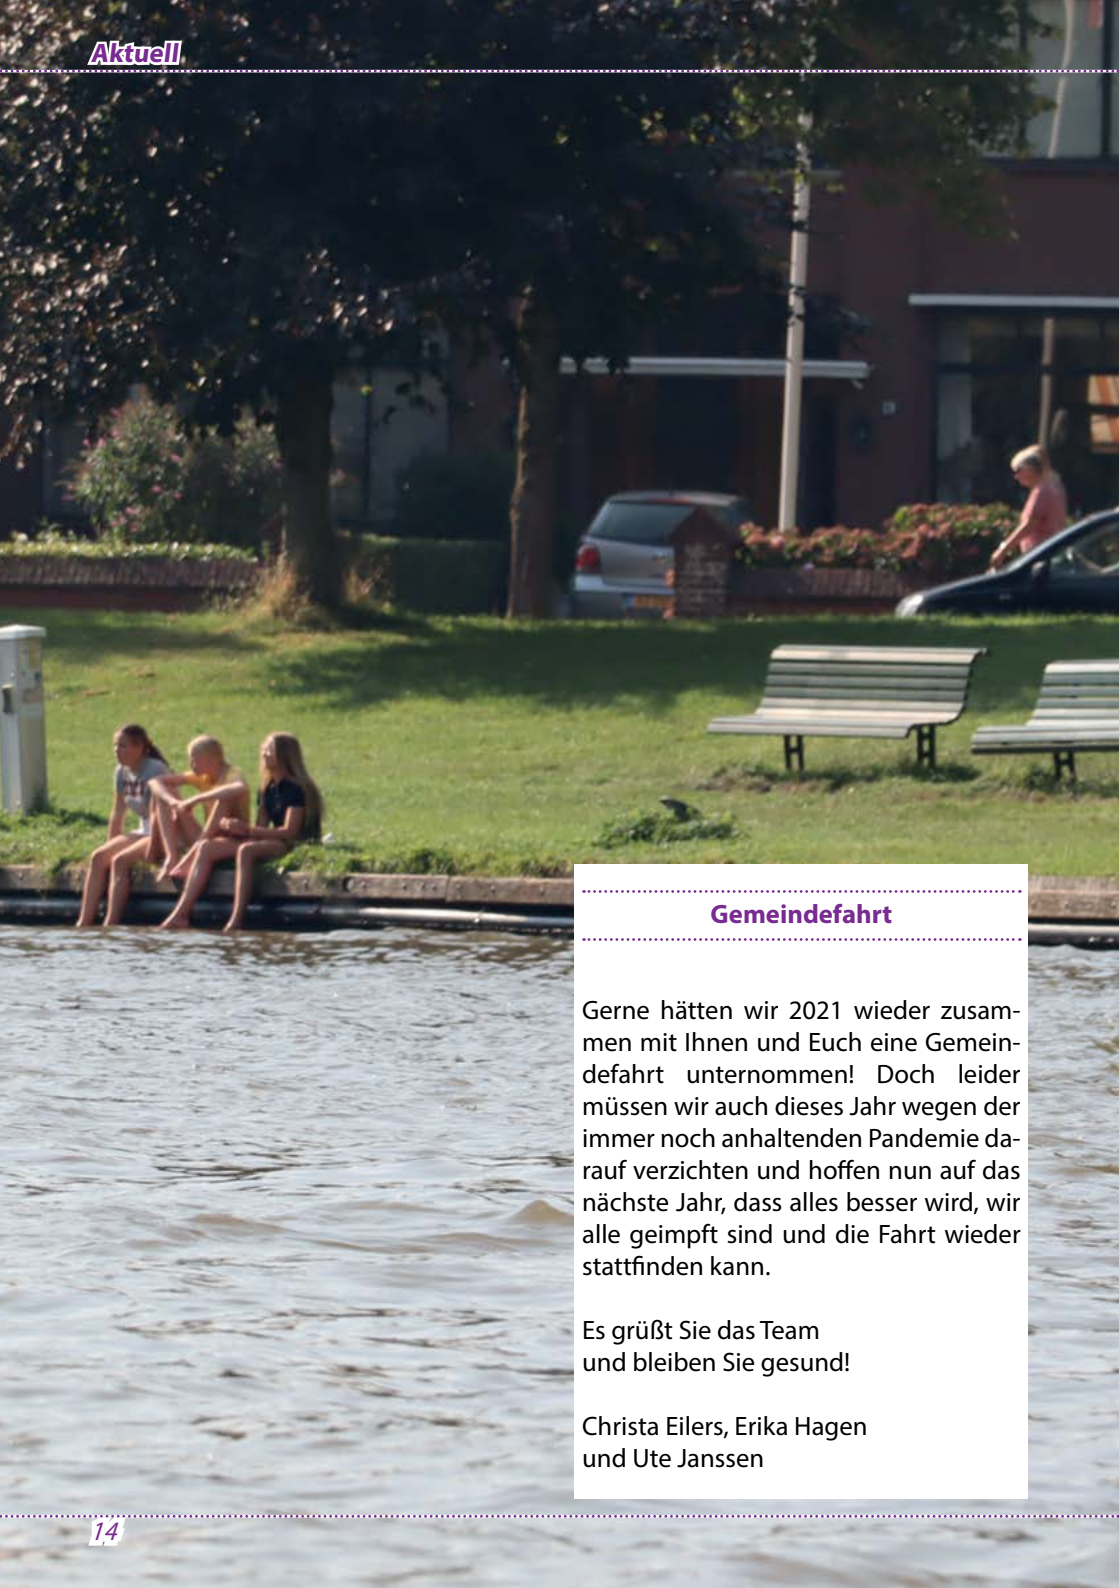 Aktuell
Gemeindefahrt
Gerne hätten wir 2021 wieder zusam-
men mit Ihnen und Euch eine Gemein-
defahrt unternommen! Doch leider
müssen wir auch dieses Jahr wegen der
immer noch anhaltenden Pandemie da-
rauf verzichten und hoffen nun auf das
nächste Jahr, dass alles besser wird, wir
alle geimpft sind und die Fahrt wieder
stattfinden kann.
Es grüßt Sie das Team
und bleiben Sie gesund!
Christa Eilers, Erika Hagen
und Ute Janssen
14